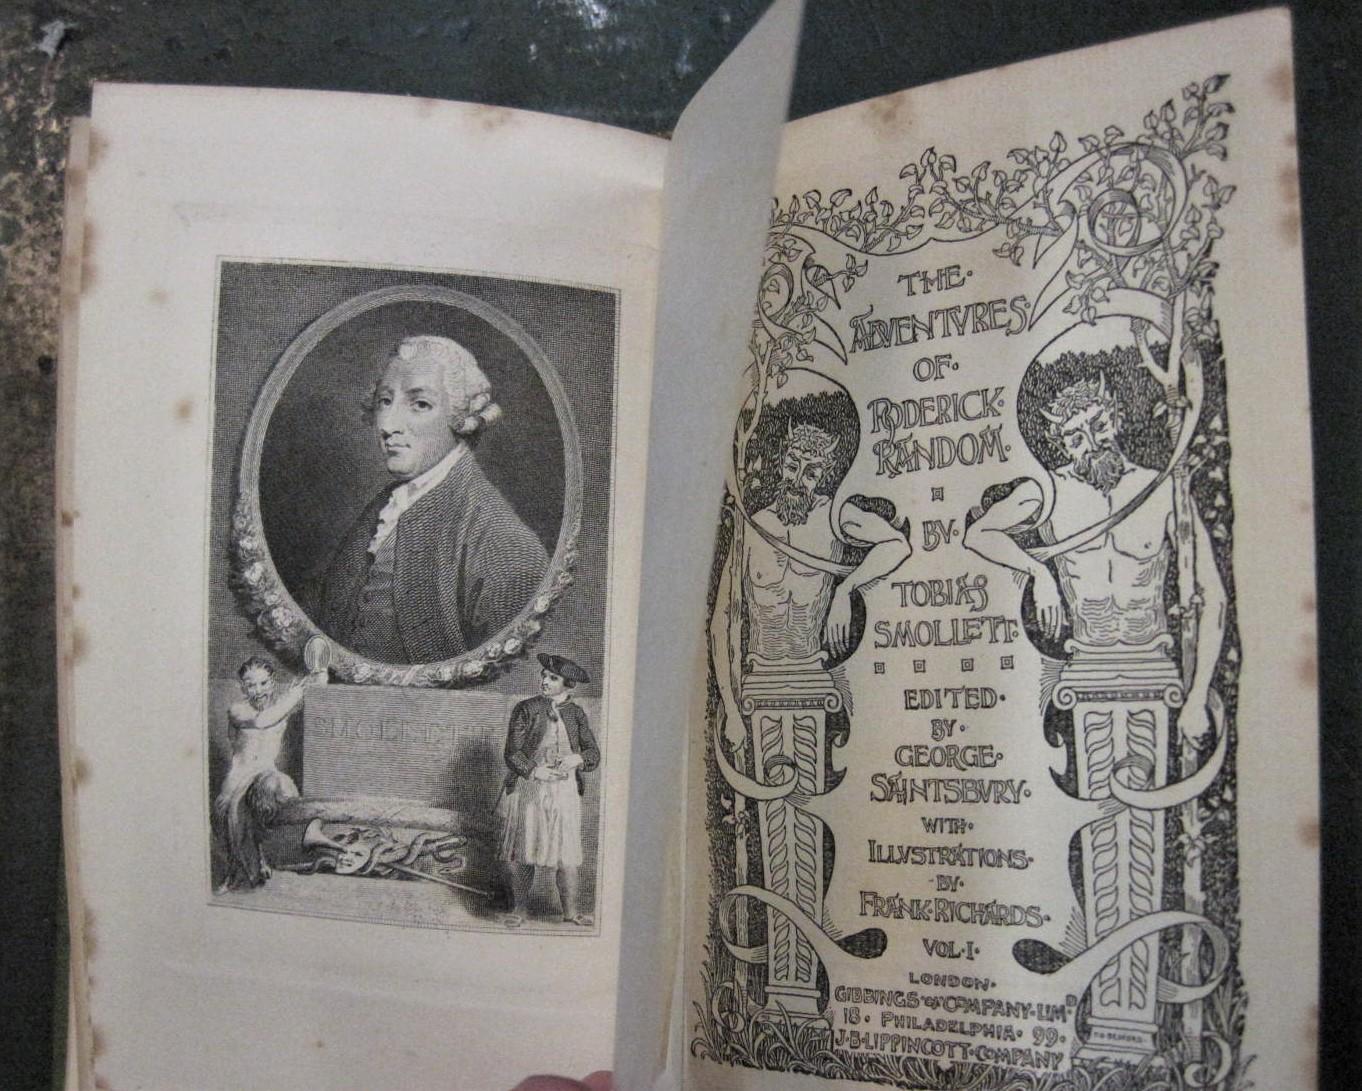 SMOLLETT
THE·
ADVENTVRES·
OF·
RODERICK·
RANDOM·
BY·
TOBIAS
SMOLLETT·
EDITED·
BY·
GEORGE·
SAINTSBVRY·
WITH·
ILLVSTRATIONS·
·BY·
FRANK·RICHARDS·
VOL·I·
LONDON·
GIBBINGS & COMPANY·LIMD
18· PHILADELPHIA· 99·
J·B·LIPPINCOTT·COMPANY